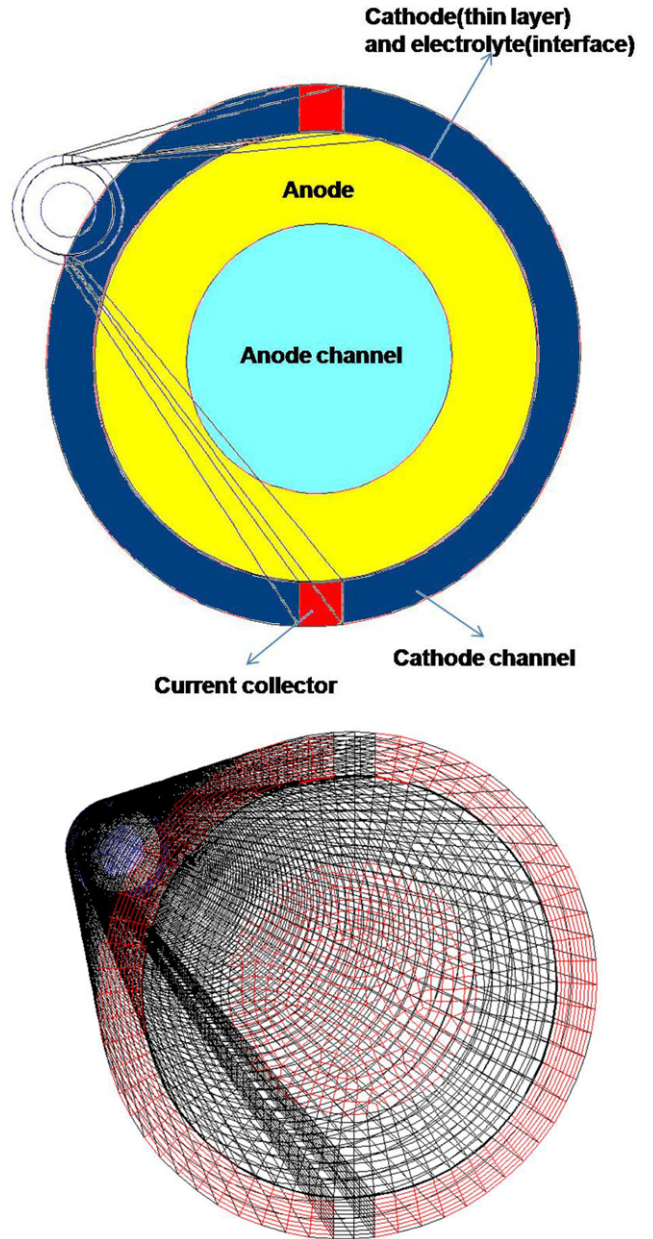 Cathode(thin layer)
and electrolyte(interface)
Anode
Anode channel
Cathode channel
Current collector